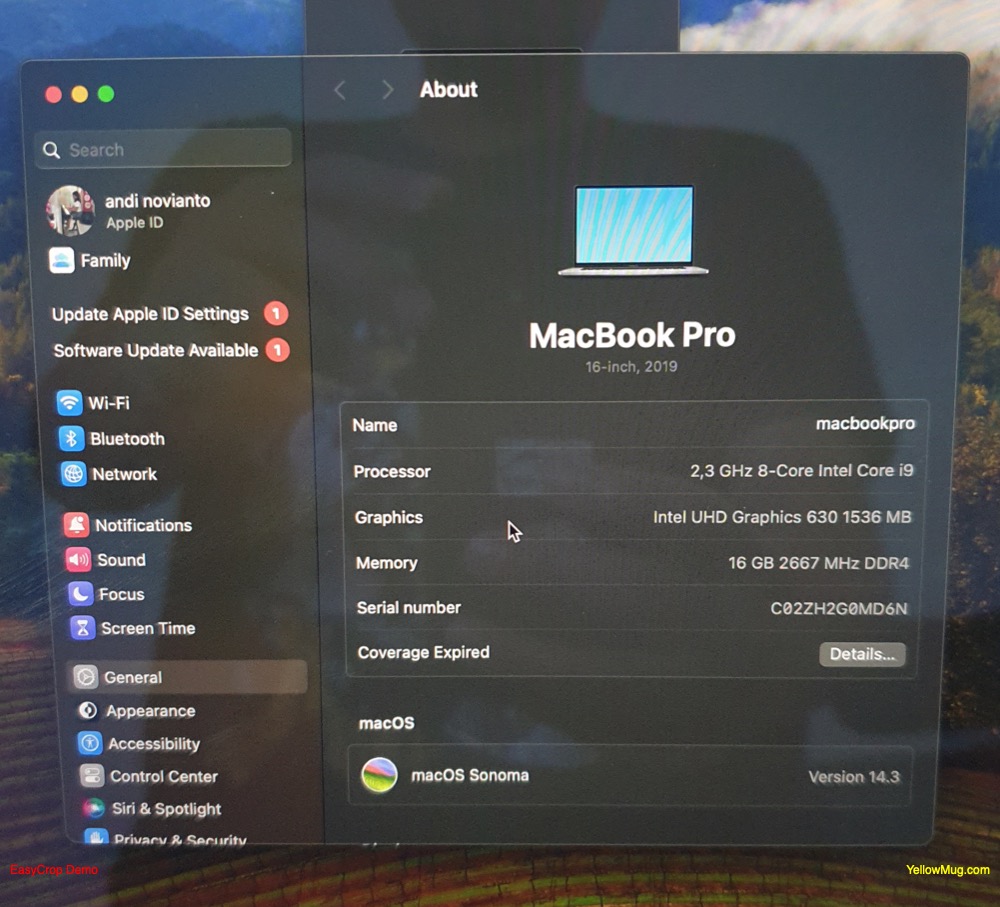 About
Search
andi novianto
Apple ID
Family
Update Apple ID Settings 1
Software Update Available 1
Wi-Fi
Bluetooth
Network
Notifications
Sound
Focus
Screen Time
General
Appearance
Accessibility
Control Center
Siri & Spotlight
Privacy & Security
MacBook Pro
16-inch, 2019
Name macbookpro
Processor 2,3 GHz 8-Core Intel Core i9
Graphics Intel UHD Graphics 630 1536 MB
Memory 16 GB 2667 MHz DDR4
Serial number C02ZH2G0MD6N
Coverage Expired Details...
macOS
macOS Sonoma Version 14.3
EasyCrop Demo
YellowMug.com